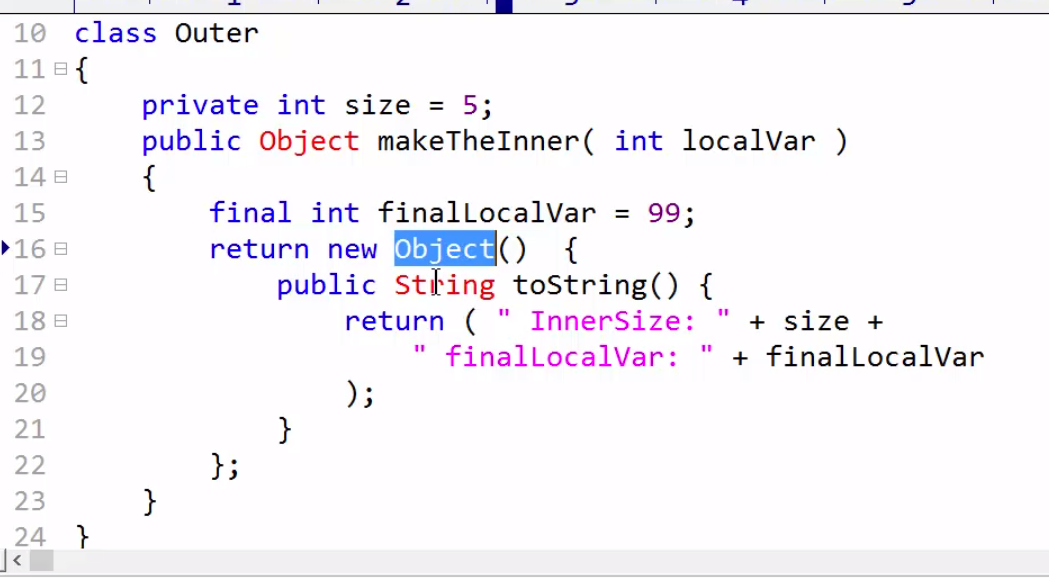 10 class Outer
11 {
12 private int size = 5;
13 public Object makeTheInner( int localVar )
14 {
15 final int finalLocalVar = 99;
16 return new Object() {
17 public String toString() {
18 return ( " InnerSize: " + size +
19 " finalLocalVar: " + finalLocalVar
20 );
21 }
22 };
23 }
24 }